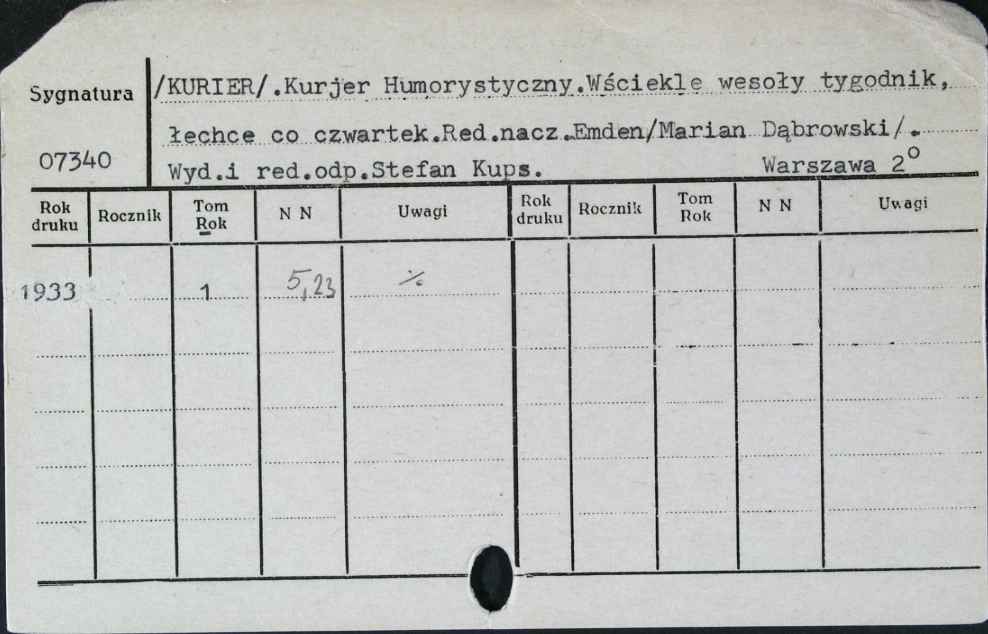 Sygnatura
07340
/KURIER/.Kurjer Humorystyczny.Wściekle wesoły tygodnik,
łechce co czwartek.Red.nacz.Emden/Marian Dąbrowski/.
Wyd.i red.odp.Stefan Kups. Warszawa 2°
Rok druku Rocznik Tom Rok N N Uwagi Rok druku Rocznik Tom Rok N N Uwagi
1933 1 5,23 ·/.